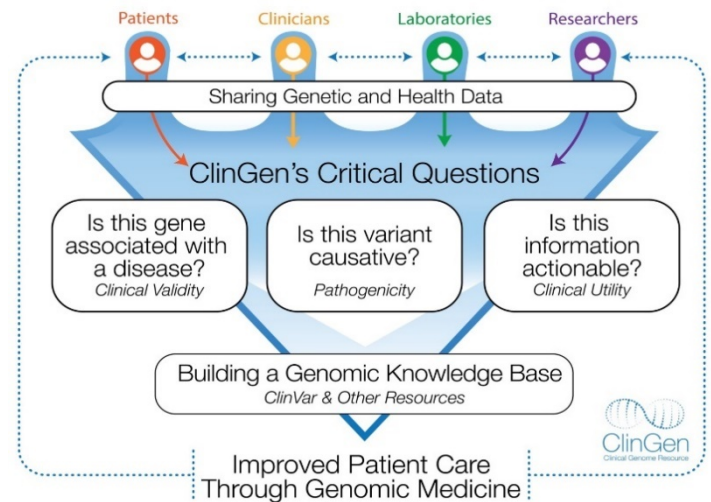 Patients
Clinicians
Laboratories
Researchers
Sharing Genetic and Health Data
ClinGen's Critical Questions
Is this gene
associated with
a disease?
Clinical Validity
Is this variant
causative?
Pathogenicity
Is this
information
actionable?
Clinical Utility
Building a Genomic Knowledge Base
ClinVar & Other Resources
ClinGen
Clinical Genome Resource
Improved Patient Care
Through Genomic Medicine